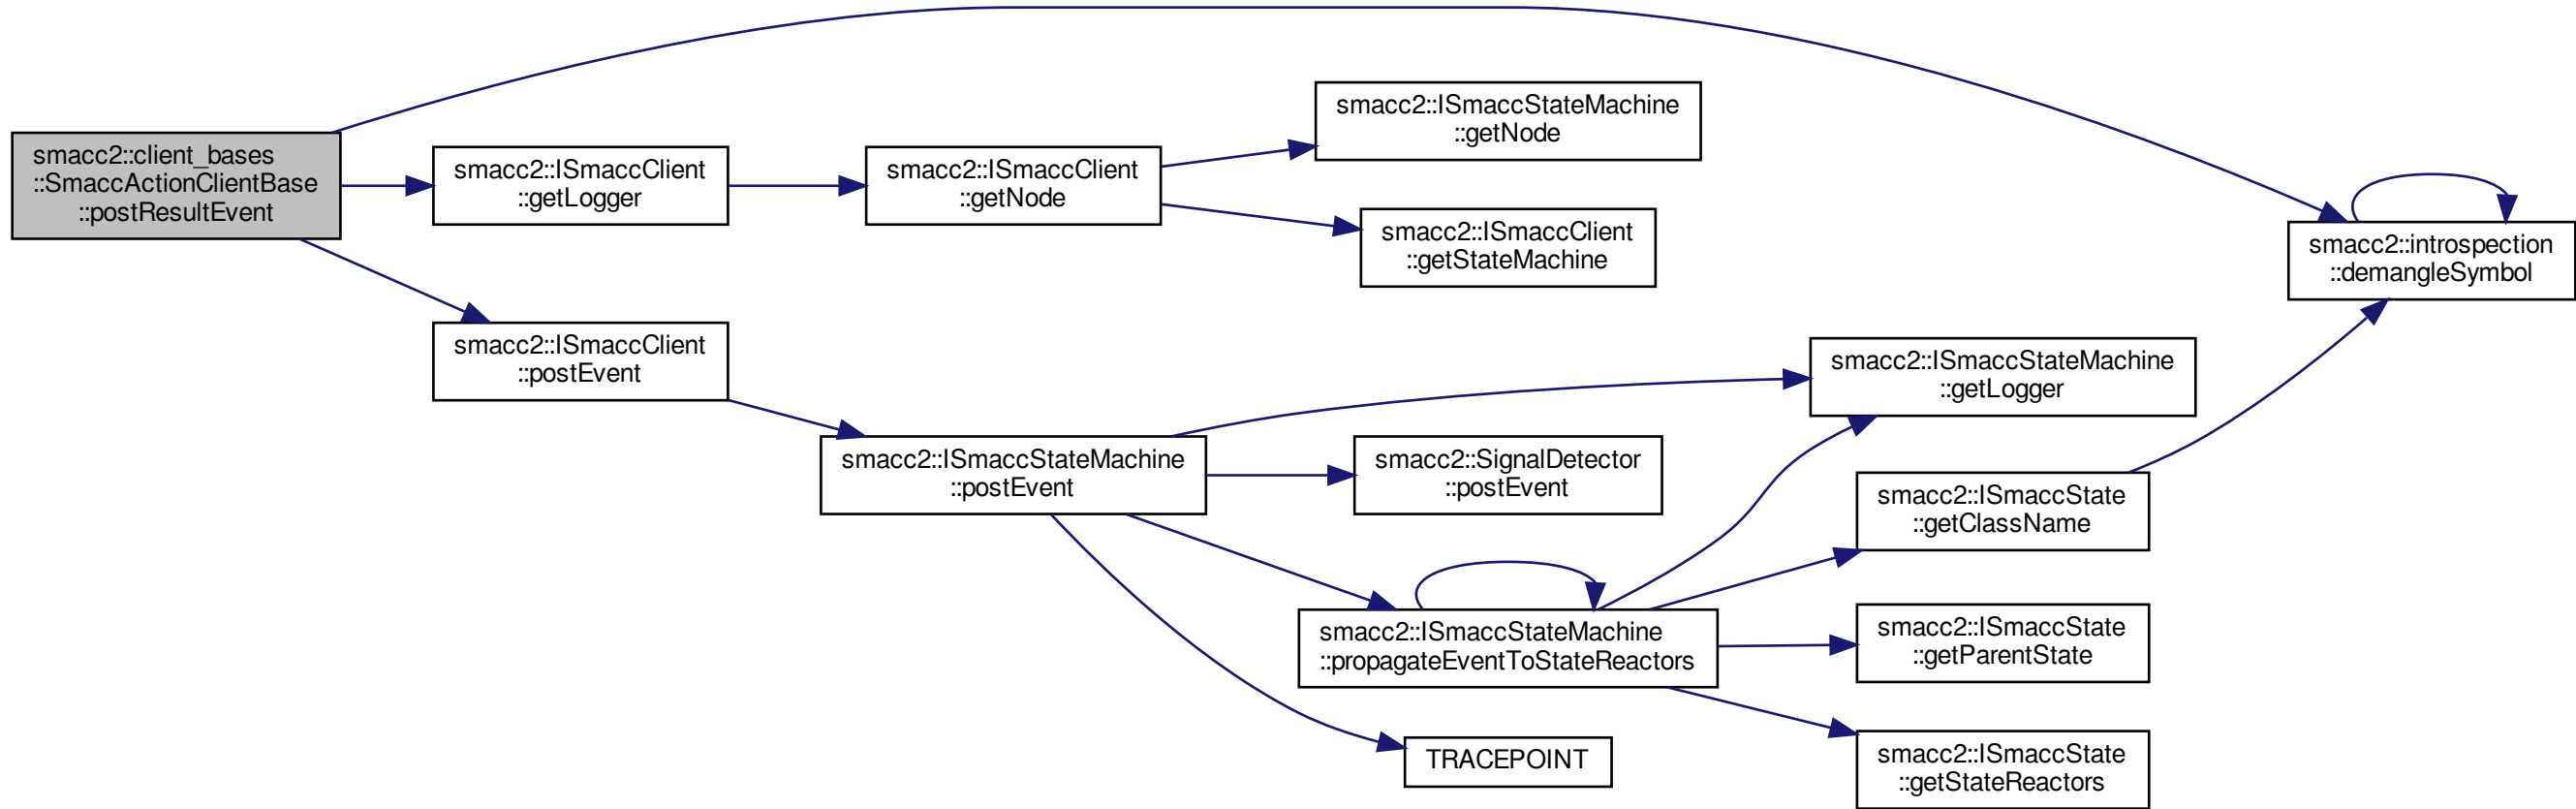 smacc2::client_bases
::SmaccActionClientBase
::postResultEvent
smacc2::ISmaccClient
::getLogger
smacc2::ISmaccClient
::getNode
smacc2::ISmaccStateMachine
::getNode
smacc2::ISmaccClient
::getStateMachine
smacc2::introspection
::demangleSymbol
smacc2::ISmaccClient
::postEvent
smacc2::ISmaccStateMachine
::postEvent
smacc2::ISmaccStateMachine
::getLogger
smacc2::SignalDetector
::postEvent
smacc2::ISmaccState
::getClassName
smacc2::ISmaccStateMachine
::propagateEventToStateReactors
smacc2::ISmaccState
::getParentState
TRACEPOINT
smacc2::ISmaccState
::getStateReactors